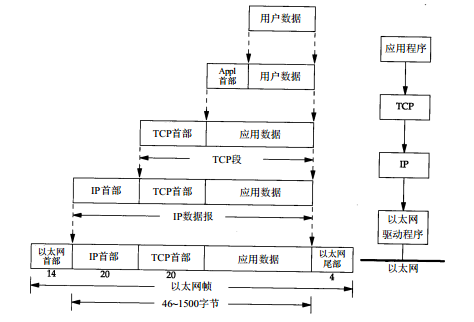 用户数据
应用程序
Appl
首部
用户数据
TCP
TCP首部
应用数据
TCP段
IP
IP首部
TCP首部
应用数据
IP数据报
以太网
驱动程序
以太网
首部
IP首部
TCP首部
应用数据
以太网
尾部
以太网
14
20
20
4
以太网帧
46~1500字节